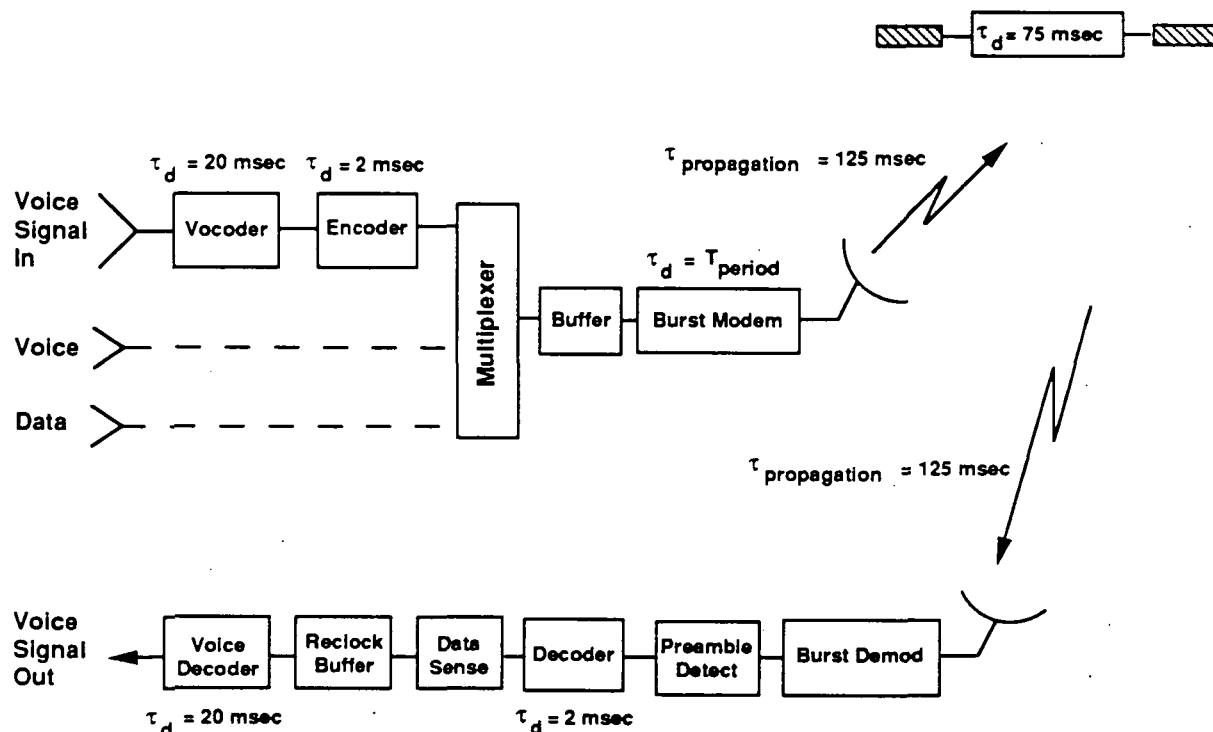 τd = 75 msec
τd = 20 msec
τd = 2 msec
τpropagation = 125 msec
Voice
Signal
In
Vocoder
Encoder
Multiplexer
τd = Tperiod
Buffer
Burst Modem
Voice
Data
τpropagation = 125 msec
Voice
Signal
Out
Voice
Decoder
Reclock
Buffer
Data
Sense
Decoder
Preamble
Detect
Burst Demod
τd = 20 msec
τd = 2 msec